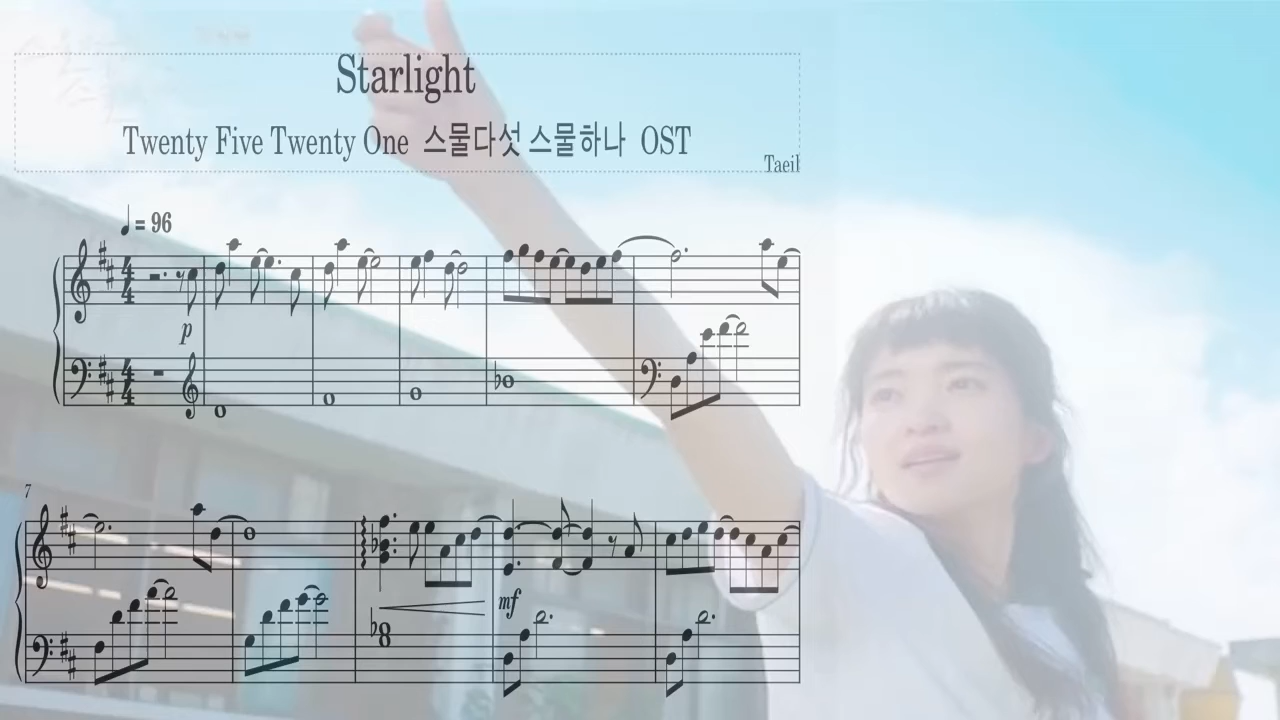 Starlight
Twenty Five Twenty One 스물다섯 스물하나 OST
Taeil
= 96
p
7
mf